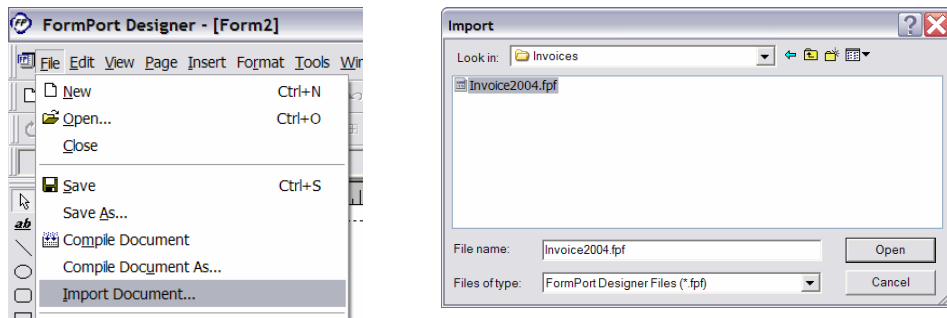 FormPort Designer - [Form2]
File Edit View Page Insert Format Tools
New Ctrl+N
Open... Ctrl+O
Close
Save Ctrl+S
Save As...
ab
Compile Document
Compile Document As...
Import Document...
Import
Look in: Invoices
Invoice2004.fpf
File name: Invoice2004.fpf Open
Files of type: FormPort Designer Files (*.fpf) Cancel